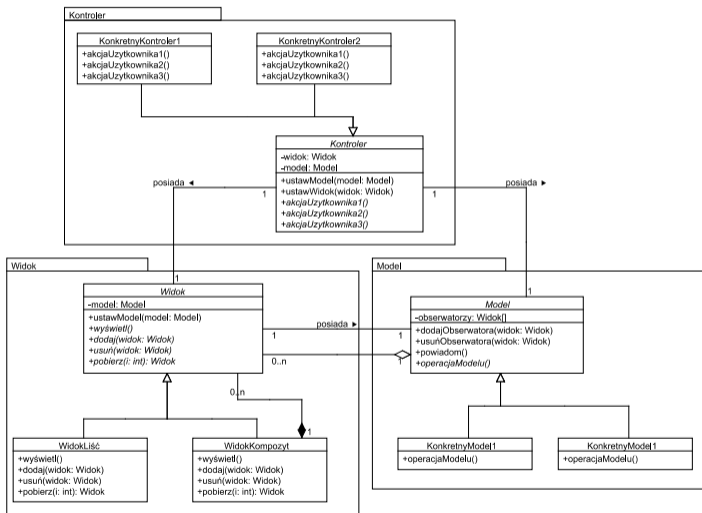 Kontroler
KonkretnyKontroler1
+akcjaUzytkownika1()
+akcjaUzytkownika2()
+akcjaUzytkownika3()
KonkretnyKontroler2
+akcjaUzytkownika1()
+akcjaUzytkownika2()
+akcjaUzytkownika3()
Kontroler
-widok: Widok
-model: Model
+ustawModel(model: Model)
+ustawWidok(widok: Widok)
+akcjaUzytkownika1()
+akcjaUzytkownika2()
+akcjaUzytkownika3()
posiada ◄
1
1
posiada ►
1
1
Widok
Widok
-model: Model
+ustawModel(model: Model)
+wyświetl()
+dodaj(widok: Widok)
+usuń(widok: Widok)
+pobierz(i: int): Widok
1
posiada ►
1
0..n
1
0..n
1
WidokLiść
+wyświetl()
+dodaj(widok: Widok)
+usuń(widok: Widok)
+pobierz(i: int): Widok
WidokKompozyt
+wyświetl()
+dodaj(widok: Widok)
+usuń(widok: Widok)
+pobierz(i: int): Widok
Model
Model
-obserwatorzy: Widok[]
+dodajObserwatora(widok: Widok)
+usuńObserwatora(widok: Widok)
+powiadom()
+operacjaModelu()
KonkretnyModel1
+operacjaModelu()
KonkretnyModel1
+operacjaModelu()